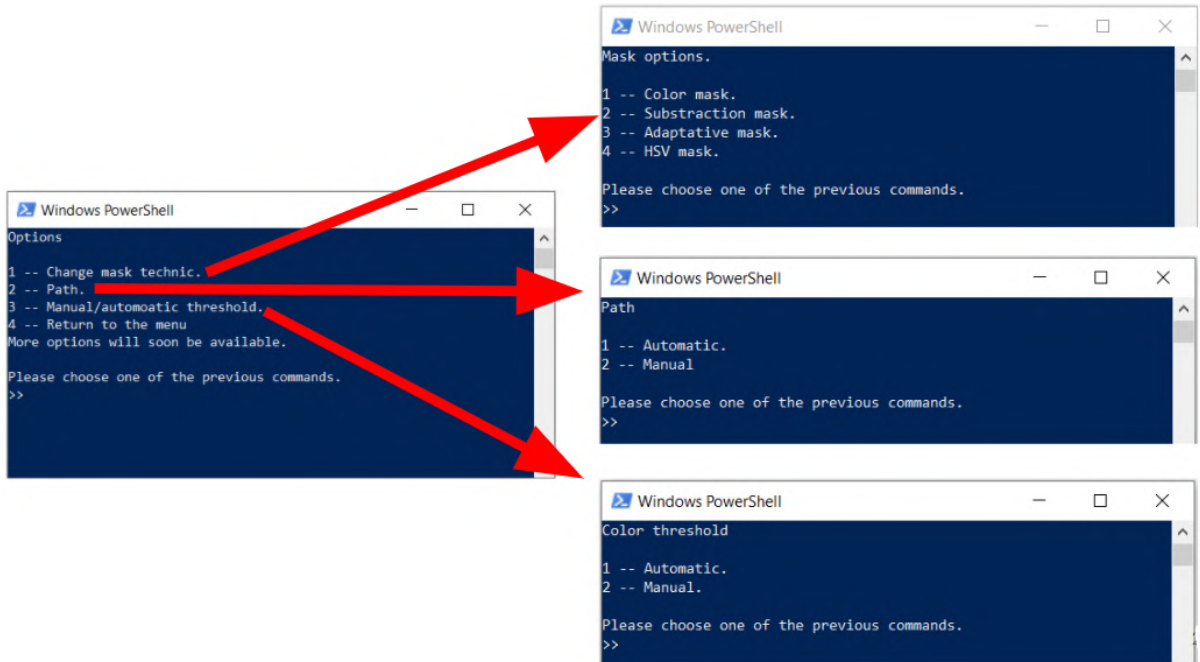 Windows PowerShell
Options
1 -- Change mask technic.
2 -- Path.
3 -- Manual/automoatic threshold.
4 -- Return to the menu
More options will soon be available.
Please choose one of the previous commands.
>>
Windows PowerShell
Mask options.
1 -- Color mask.
2 -- Substraction mask.
3 -- Adaptative mask.
4 -- HSV mask.
Please choose one of the previous commands.
>>
Windows PowerShell
Path
1 -- Automatic.
2 -- Manual
Please choose one of the previous commands.
>>
Windows PowerShell
Color threshold
1 -- Automatic.
2 -- Manual.
Please choose one of the previous commands.
>>